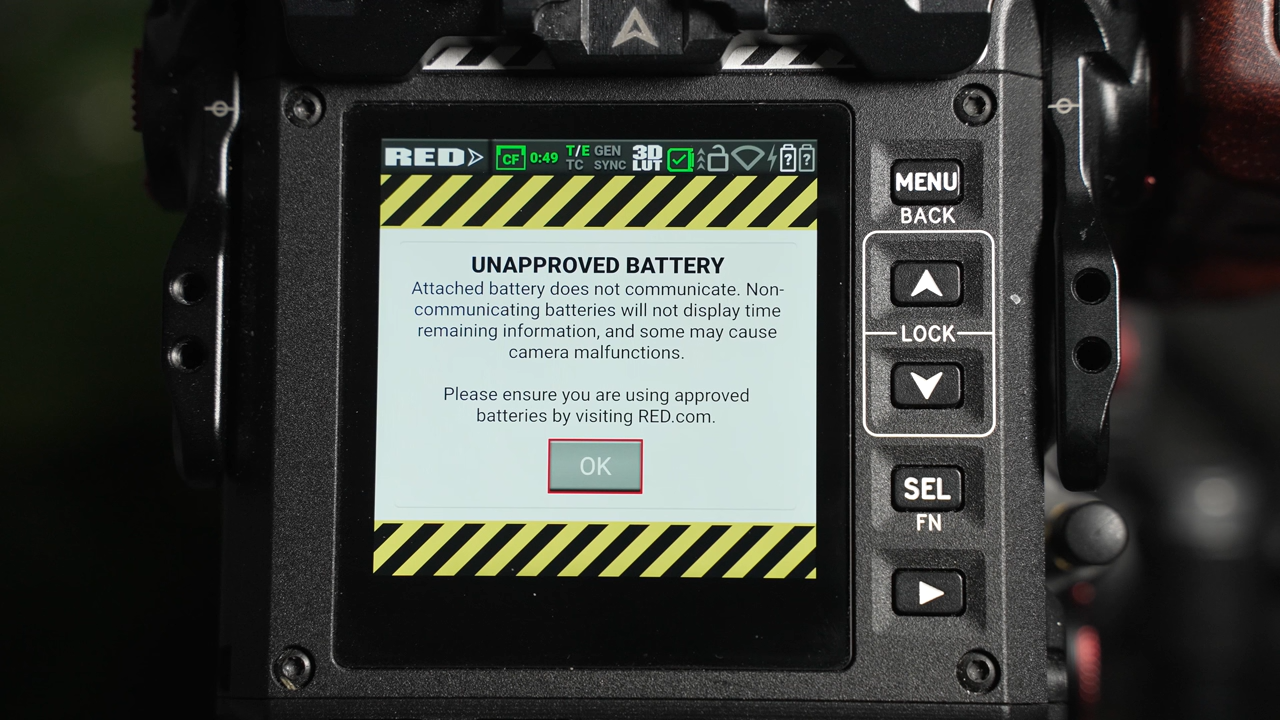 RED
CF 0:49 T/E GEN 3D
TC SYNC LUT ? ?
UNAPPROVED BATTERY
Attached battery does not communicate. Non-
communicating batteries will not display time
remaining information, and some may cause
camera malfunctions.
Please ensure you are using approved
batteries by visiting RED.com.
OK
MENU
BACK
LOCK
SEL
FN